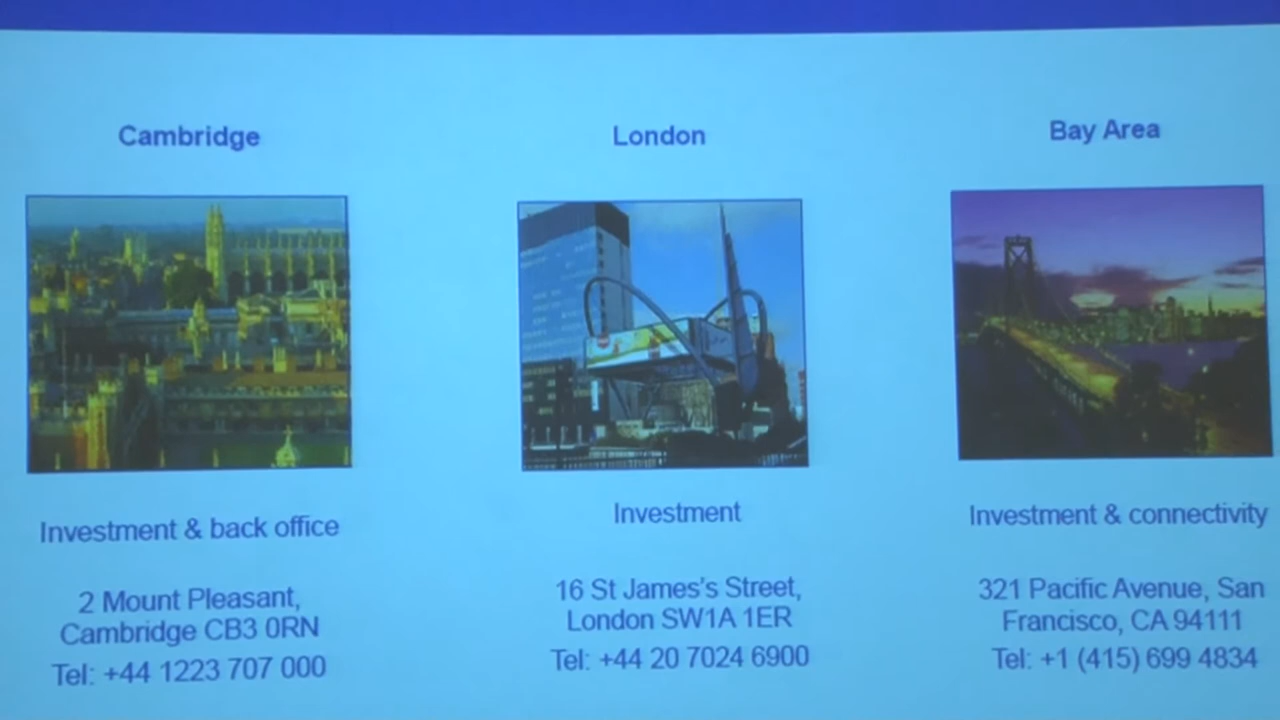 Cambridge
London
Bay Area
Investment & back office
Investment
Investment & connectivity
2 Mount Pleasant,
Cambridge CB3 0RN
Tel: +44 1223 707 000
16 St James's Street,
London SW1A 1ER
Tel: +44 20 7024 6900
321 Pacific Avenue, San
Francisco, CA 94111
Tel: +1 (415) 699 4834